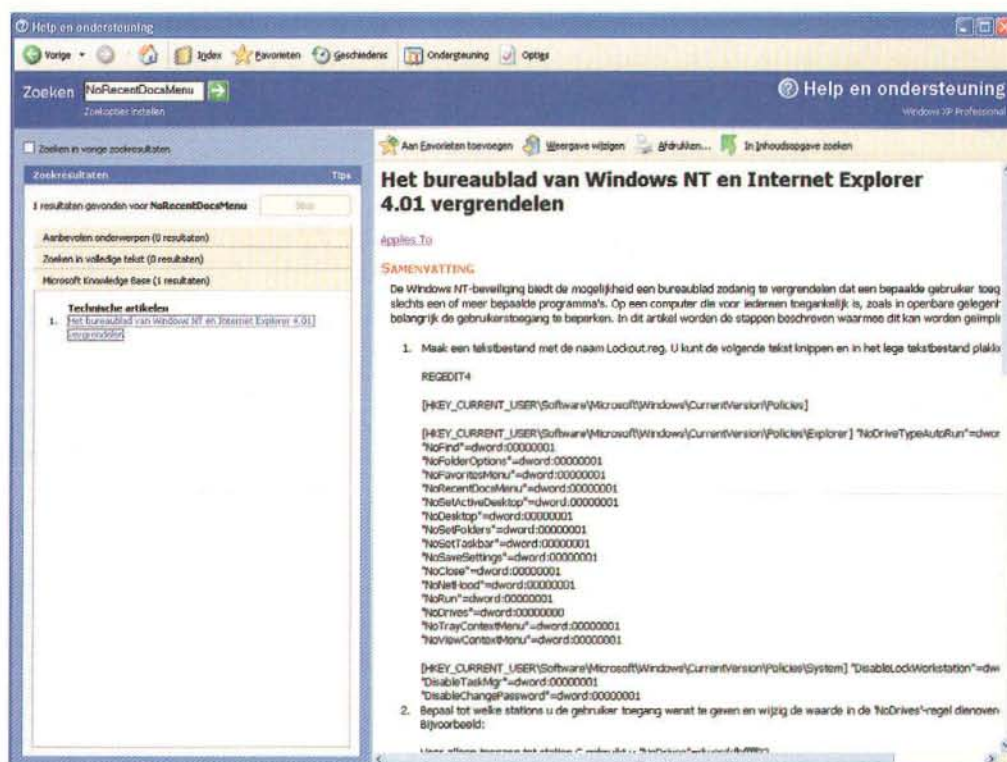 Help en ondersteuning
Vorige Index Favorieten Geschiedenis Ondersteuning Opties
Zoeken NoRecentDocsMenu
Zoekopties instellen
Help en ondersteuning
Windows XP Professional
Zoeken in vorige zoekresultaten
Zoekresultaten Tips
1 resultaten gevonden voor NoRecentDocsMenu Stop
Aanbevolen onderwerpen (0 resultaten)
Zoeken in volledige tekst (0 resultaten)
Microsoft Knowledge Base (1 resultaten)
Technische artikelen
1. Het bureaublad van Windows NT en Internet Explorer 4.01
vergrendelen
Aan Favorieten toevoegen Weergave wijzigen Afdrukken... In Inhoudsopgave zoeken
Het bureaublad van Windows NT en Internet Explorer
4.01 vergrendelen
Applies To
SAMENVATTING
De Windows NT-beveiliging biedt de mogelijkheid een bureaublad zodanig te vergrendelen dat een bepaalde gebruiker toeg
slechts een of meer bepaalde programma's. Op een computer die voor iedereen toegankelijk is, zoals in openbare gelegen
belangrijk de gebruikerstoegang te beperken. In dit artikel worden de stappen beschreven waarmee dit kan worden geïmpl
1. Maak een tekstbestand met de naam Lockout.reg. U kunt de volgende tekst knippen en in het lege tekstbestand plakk
REGEDIT4
[HKEY_CURRENT_USER\Software\Microsoft\Windows\CurrentVersion\Policies]
[HKEY_CURRENT_USER\Software\Microsoft\Windows\CurrentVersion\Policies\Explorer] "NoDriveTypeAutoRun"=dwor
"NoFind"=dword:00000001
"NoFolderOptions"=dword:00000001
"NoFavoritesMenu"=dword:00000001
"NoRecentDocsMenu"=dword:00000001
"NoSetActiveDesktop"=dword:00000001
"NoDesktop"=dword:00000001
"NoSetFolders"=dword:00000001
"NoSetTaskbar"=dword:00000001
"NoSaveSettings"=dword:00000001
"NoClose"=dword:00000001
"NoNetHood"=dword:00000001
"NoRun"=dword:00000001
"NoDrives"=dword:00000000
"NoTrayContextMenu"=dword:00000001
"NoViewContextMenu"=dword:00000001
[HKEY_CURRENT_USER\Software\Microsoft\Windows\CurrentVersion\Policies\System] "DisableLockWorkstation"=dwo
"DisableTaskMgr"=dword:00000001
"DisableChangePassword"=dword:00000001
2. Bepaal tot welke stations u de gebruiker toegang wenst te geven en wijzig de waarde in de 'NoDrives'-regel dienoven
Bijvoorbeeld: